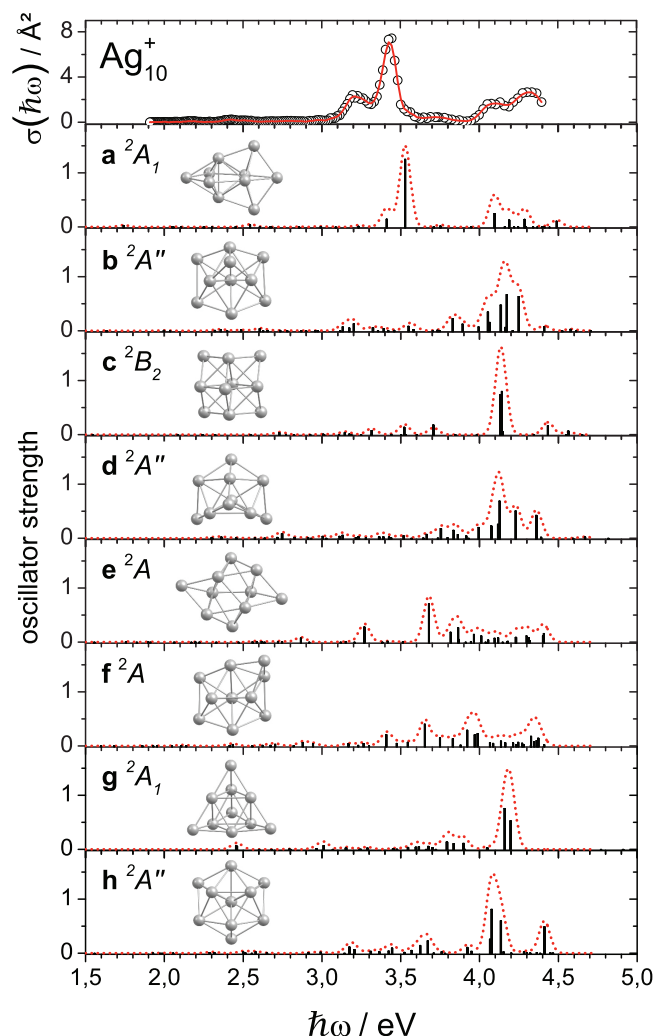 σ(ħω) / Å²
8
4
0
Ag₁₀⁺
a ²A₁
1
0
b ²A″
1
0
c ²B₂
1
0
d ²A″
1
0
e ²A
1
0
f ²A
1
0
g ²A₁
1
0
h ²A″
1
0
oscillator strength
1,5 2,0 2,5 3,0 3,5 4,0 4,5 5,0
ħω / eV